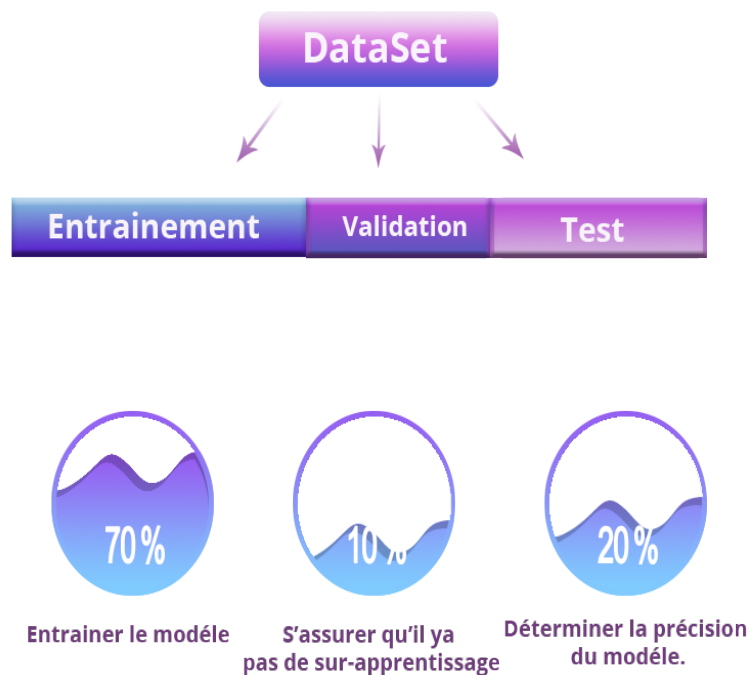 DataSet
Entrainement
Validation
Test
70 %
10 %
20 %
Entrainer le modéle
S'assurer qu'il ya
pas de sur-apprentissage
Déterminer la précision
du modéle.